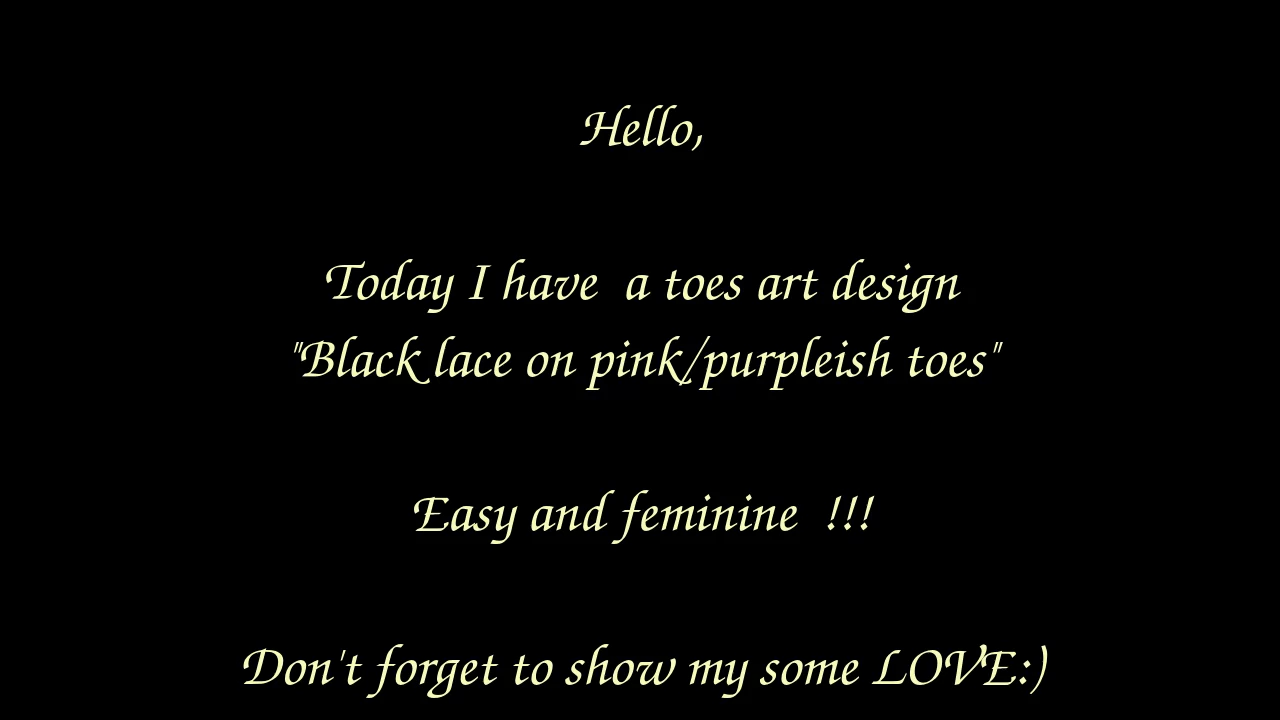 Hello,
Today I have  a toes art design
"Black lace on pink/purpleish toes"
Easy and feminine  !!!
Don't forget to show my some LOVE:)